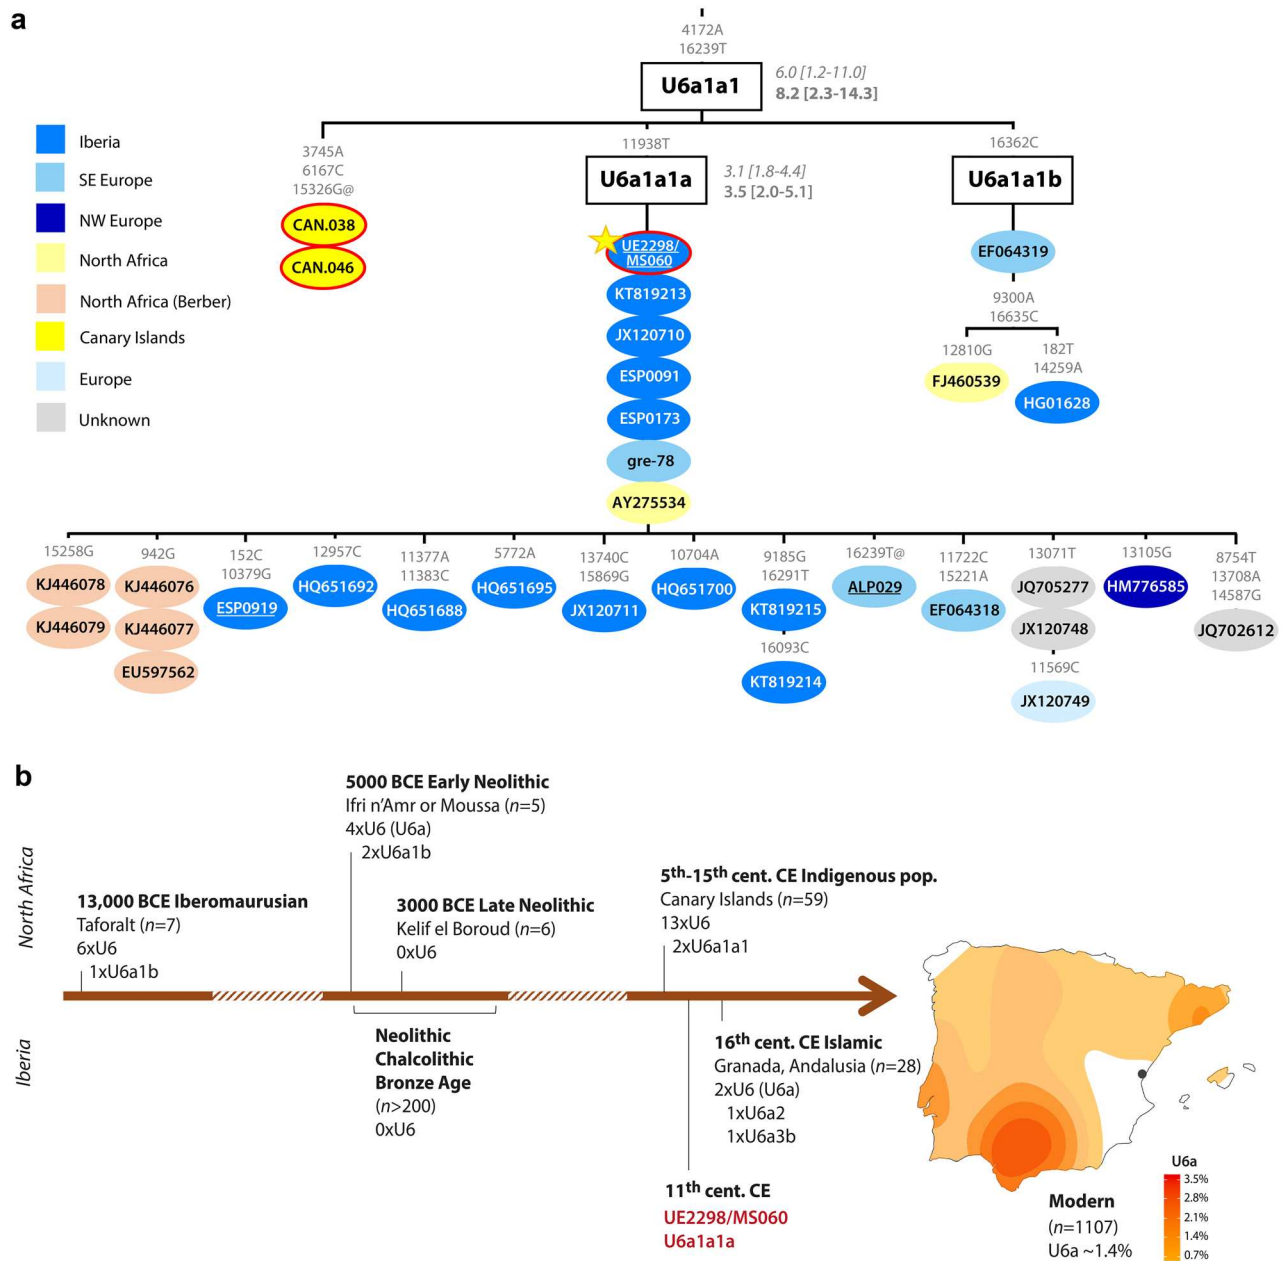 a
4172A
16239T
U6a1a1
6.0 [1.2-11.0]
8.2 [2.3-14.3]
Iberia
SE Europe
NW Europe
North Africa
North Africa (Berber)
Canary Islands
Europe
Unknown
3745A
6167C
15326G@
CAN.038
CAN.046
11938T
U6a1a1a
3.1 [1.8-4.4]
3.5 [2.0-5.1]
UE2298/
MS060
KT819213
JX120710
ESP0091
ESP0173
gre-78
AY275534
16362C
U6a1a1b
EF064319
9300A
16635C
12810G
FJ460539
182T
14259A
HG01628
15258G
KJ446078
KJ446079
942G
KJ446076
KJ446077
EU597562
152C
10379G
ESP0919
12957C
HQ651692
11377A
11383C
HQ651688
5772A
HQ651695
13740C
15869G
JX120711
10704A
HQ651700
9185G
16291T
KT819215
16093C
KT819214
16239T@
ALP029
11722C
15221A
EF064318
13071T
JQ705277
JX120748
11569C
JX120749
13105G
HM776585
8754T
13708A
14587G
JQ702612
b
North Africa
Iberia
13,000 BCE Iberomaurusian
Taforalt (n=7)
6xU6
1xU6a1b
5000 BCE Early Neolithic
Ifri n'Amr or Moussa (n=5)
4xU6 (U6a)
2xU6a1b
3000 BCE Late Neolithic
Kelif el Boroud (n=6)
0xU6
5th-15th cent. CE Indigenous pop.
Canary Islands (n=59)
13xU6
2xU6a1a1
Neolithic
Chalcolithic
Bronze Age
(n>200)
0xU6
16th cent. CE Islamic
Granada, Andalusia (n=28)
2xU6 (U6a)
1xU6a2
1xU6a3b
11th cent. CE
UE2298/MS060
U6a1a1a
Modern
(n=1107)
U6a ~1.4%
U6a
3.5%
2.8%
2.1%
1.4%
0.7%